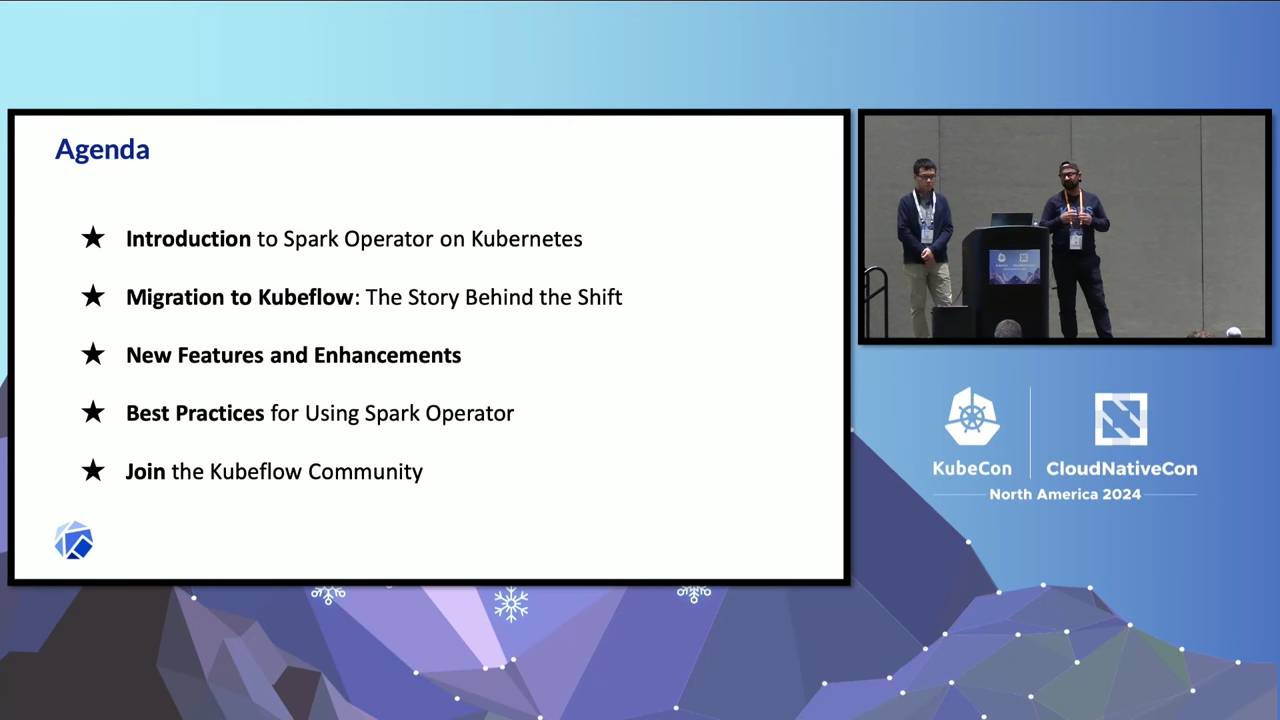 Agenda
★ Introduction to Spark Operator on Kubernetes
★ Migration to Kubeflow: The Story Behind the Shift
★ New Features and Enhancements
★ Best Practices for Using Spark Operator
★ Join the Kubeflow Community
KubeCon
CloudNativeCon
North America 2024